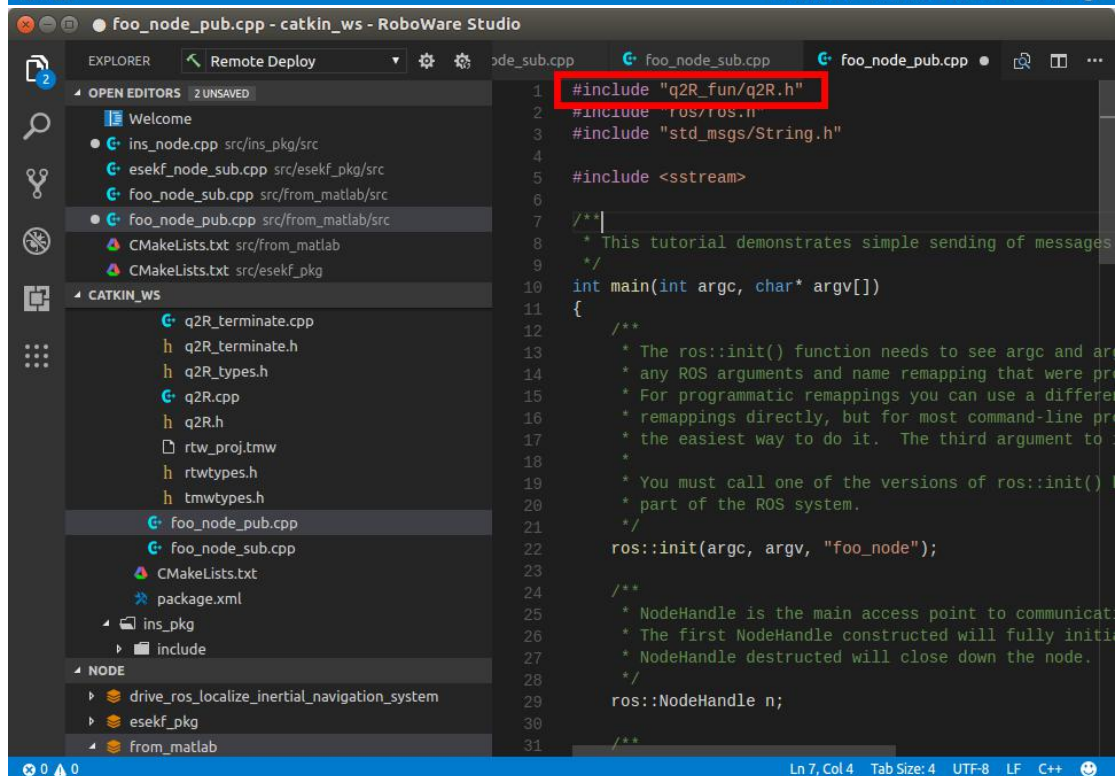 foo_node_pub.cpp - catkin_ws - RoboWare Studio
EXPLORER Remote Deploy
ode_sub.cpp foo_node_sub.cpp foo_node_pub.cpp
2
OPEN EDITORS 2 UNSAVED
Welcome
ins_node.cpp src/ins_pkg/src
esekf_node_sub.cpp src/esekf_pkg/src
foo_node_sub.cpp src/from_matlab/src
foo_node_pub.cpp src/from_matlab/src
CMakeLists.txt src/from_matlab
CMakeLists.txt src/esekf_pkg
CATKIN_WS
q2R_terminate.cpp
h q2R_terminate.h
h q2R_types.h
q2R.cpp
h q2R.h
rtw_proj.tmw
h rtwtypes.h
h tmwtypes.h
foo_node_pub.cpp
foo_node_sub.cpp
CMakeLists.txt
package.xml
ins_pkg
include
NODE
drive_ros_localize_inertial_navigation_system
esekf_pkg
from_matlab
1 #include "q2R_fun/q2R.h"
2 #include "ros/ros.h"
3 #include "std_msgs/String.h"
4
5 #include <sstream>
6
7 /**
8 * This tutorial demonstrates simple sending of messages
9 */
10 int main(int argc, char* argv[])
11 {
12 /**
13 * The ros::init() function needs to see argc and ar
14 * any ROS arguments and name remapping that were pr
15 * For programmatic remappings you can use a differe
16 * remappings directly, but for most command-line pr
17 * the easiest way to do it. The third argument to
18 *
19 * You must call one of the versions of ros::init()
20 * part of the ROS system.
21 */
22 ros::init(argc, argv, "foo_node");
23
24 /**
25 * NodeHandle is the main access point to communicat
26 * The first NodeHandle constructed will fully initi
27 * NodeHandle destructed will close down the node.
28 */
29 ros::NodeHandle n;
30
31 /**
0 0 Ln 7, Col 4 Tab Size: 4 UTF-8 LF C++